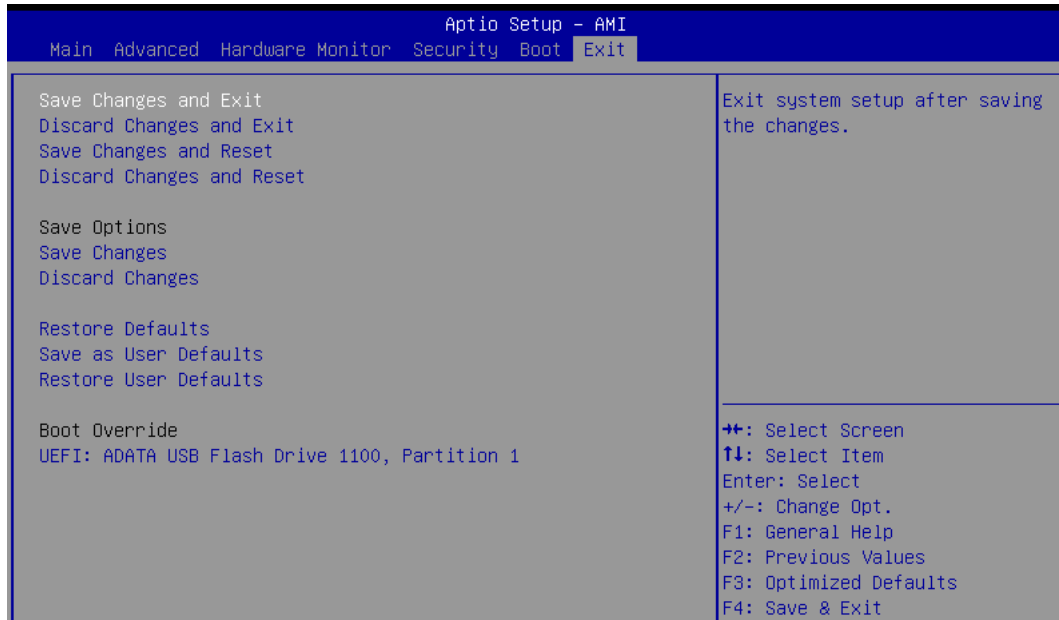 Aptio Setup – AMI
Main Advanced Hardware Monitor Security Boot Exit
Save Changes and Exit
Discard Changes and Exit
Save Changes and Reset
Discard Changes and Reset
Save Options
Save Changes
Discard Changes
Restore Defaults
Save as User Defaults
Restore User Defaults
Boot Override
UEFI: ADATA USB Flash Drive 1100, Partition 1
Exit system setup after saving
the changes.
→←: Select Screen
↑↓: Select Item
Enter: Select
+/-: Change Opt.
F1: General Help
F2: Previous Values
F3: Optimized Defaults
F4: Save & Exit